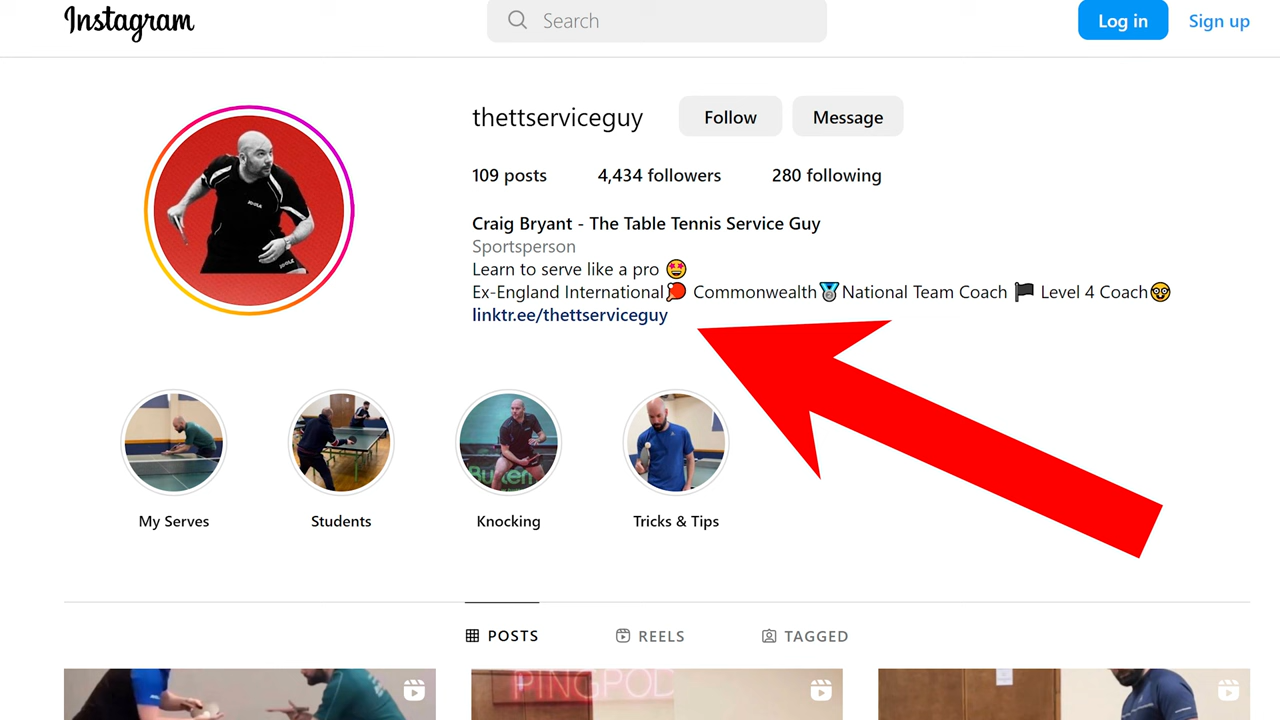 Instagram
Search
Log in
Sign up
thettserviceguy
Follow
Message
109 posts
4,434 followers
280 following
Craig Bryant - The Table Tennis Service Guy
Sportsperson
Learn to serve like a pro 🤩
Ex-England International🏓 Commonwealth🥈National Team Coach 🏴 Level 4 Coach🤓
linktr.ee/thettserviceguy
My Serves
Students
Knocking
Tricks & Tips
POSTS
REELS
TAGGED
PINGPOD